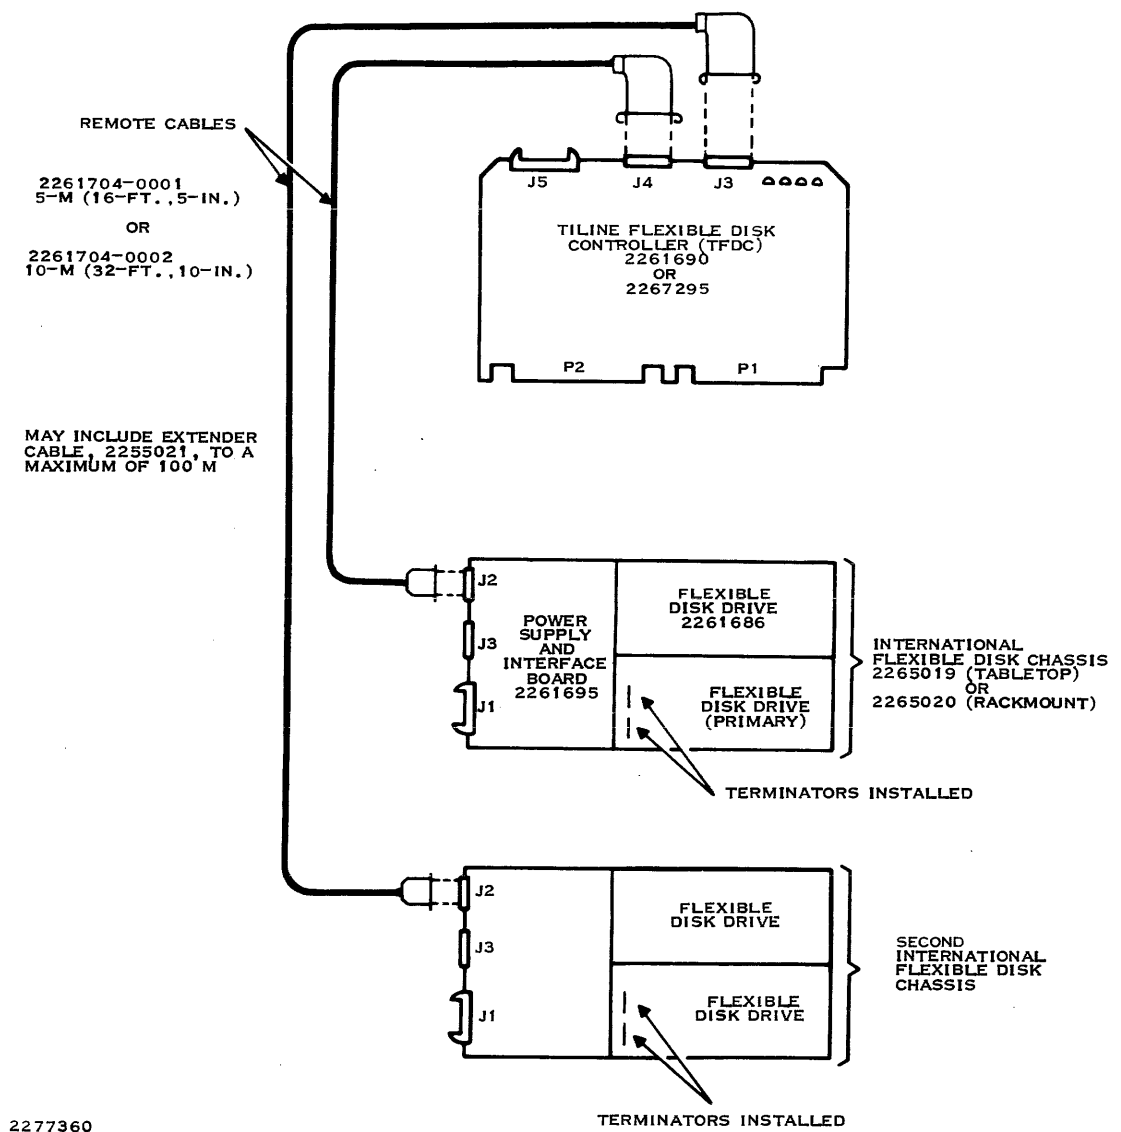 REMOTE CABLES
2261704-0001
5-M (16-FT.,5-IN.)
OR
2261704-0002
10-M (32-FT.,10-IN.)
J5
J4
J3
TILINE FLEXIBLE DISK
CONTROLLER (TFDC)
2261690
OR
2267295
P2
P1
MAY INCLUDE EXTENDER
CABLE, 2255021, TO A
MAXIMUM OF 100 M
J2
J3
J1
POWER
SUPPLY
AND
INTERFACE
BOARD
2261695
FLEXIBLE
DISK DRIVE
2261686
FLEXIBLE
DISK DRIVE
(PRIMARY)
INTERNATIONAL
FLEXIBLE DISK CHASSIS
2265019 (TABLETOP)
OR
2265020 (RACKMOUNT)
TERMINATORS INSTALLED
J2
J3
J1
FLEXIBLE
DISK DRIVE
FLEXIBLE
DISK DRIVE
SECOND
INTERNATIONAL
FLEXIBLE DISK
CHASSIS
TERMINATORS INSTALLED
2277360